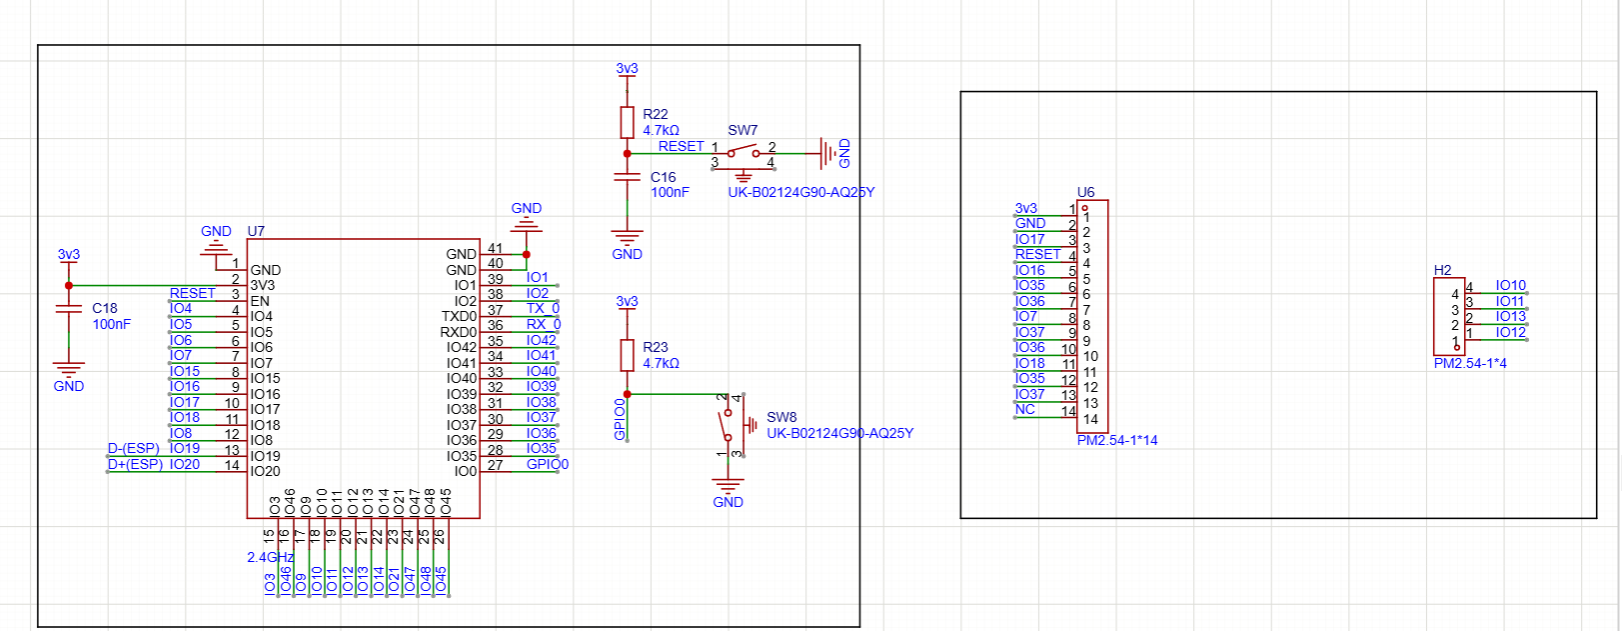 3v3
R22
4.7kΩ
RESET
SW7
1
2
3
4
GND
C16
100nF
UK-B02124G90-AQ25Y
GND
GND
U7
GND
3v3
C18
100nF
GND
1 GND
2 3V3
RESET 3 EN
IO4 4 IO4
IO5 5 IO5
IO6 6 IO6
IO7 7 IO7
IO15 8 IO15
IO16 9 IO16
IO17 10 IO17
IO18 11 IO18
IO8 12 IO8
D-(ESP) IO19 13 IO19
D+(ESP) IO20 14 IO20
GND 41
GND 40
IO1 39 IO1
IO2 38 IO2
TXD0 37 TX_0
RXD0 36 RX_0
IO42 35 IO42
IO41 34 IO41
IO40 33 IO40
IO39 32 IO39
IO38 31 IO38
IO37 30 IO37
IO36 29 IO36
IO35 28 IO35
IO0 27 GPIO0
IO3 IO46 IO9 IO10 IO11 IO12 IO13 IO14 IO21 IO47 IO48 IO45
15 16 17 18 19 20 21 22 23 24 25 26
2.4GHz
IO3 IO46 IO9 IO10 IO11 IO12 IO13 IO14 IO21 IO47 IO48 IO45
3v3
R23
4.7kΩ
GPIO0
2 4
SW8
UK-B02124G90-AQ25Y
1 3
GND
U6
3v3 1 1
GND 2 2
IO17 3 3
RESET 4 4
IO16 5 5
IO35 6 6
IO36 7 7
IO7 8 8
IO37 9 9
IO36 10 10
IO18 11 11
IO35 12 12
IO37 13 13
NC 14 14
PM2.54-1*14
H2
4 4 IO10
3 3 IO11
2 2 IO13
1 1 IO12
PM2.54-1*4